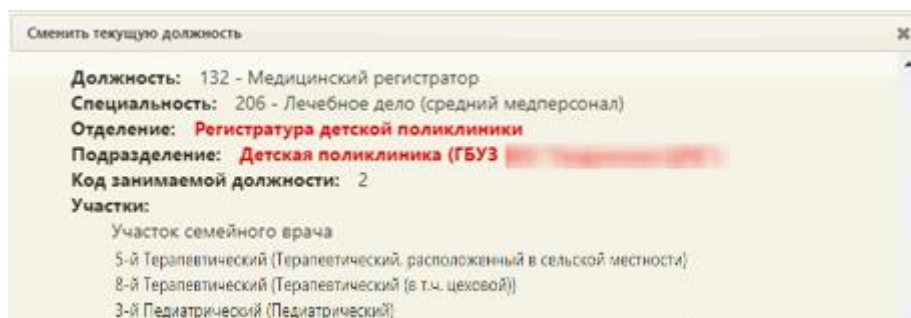 Сменить текущую должность
Должность: 132 - Медицинский регистратор
Специальность: 206 - Лечебное дело (средний медперсонал)
Отделение: Регистратура детской поликлиники
Подразделение: Детская поликлиника (ГБУЗ
Код занимаемой должности: 2
Участки:
Участок семейного врача
5-й Терапевтический (Терапевтический, расположенный в сельской местности)
8-й Терапевтический (Терапевтический (в т.ч. цеховой))
3-й Педиатрический (Педиатрический)